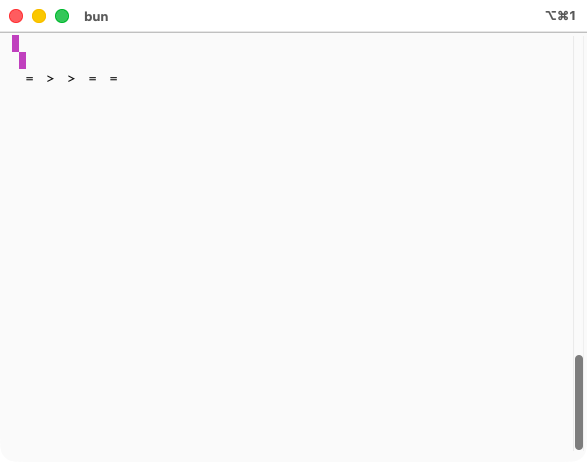 bun
⌥⌘1
= > > = =